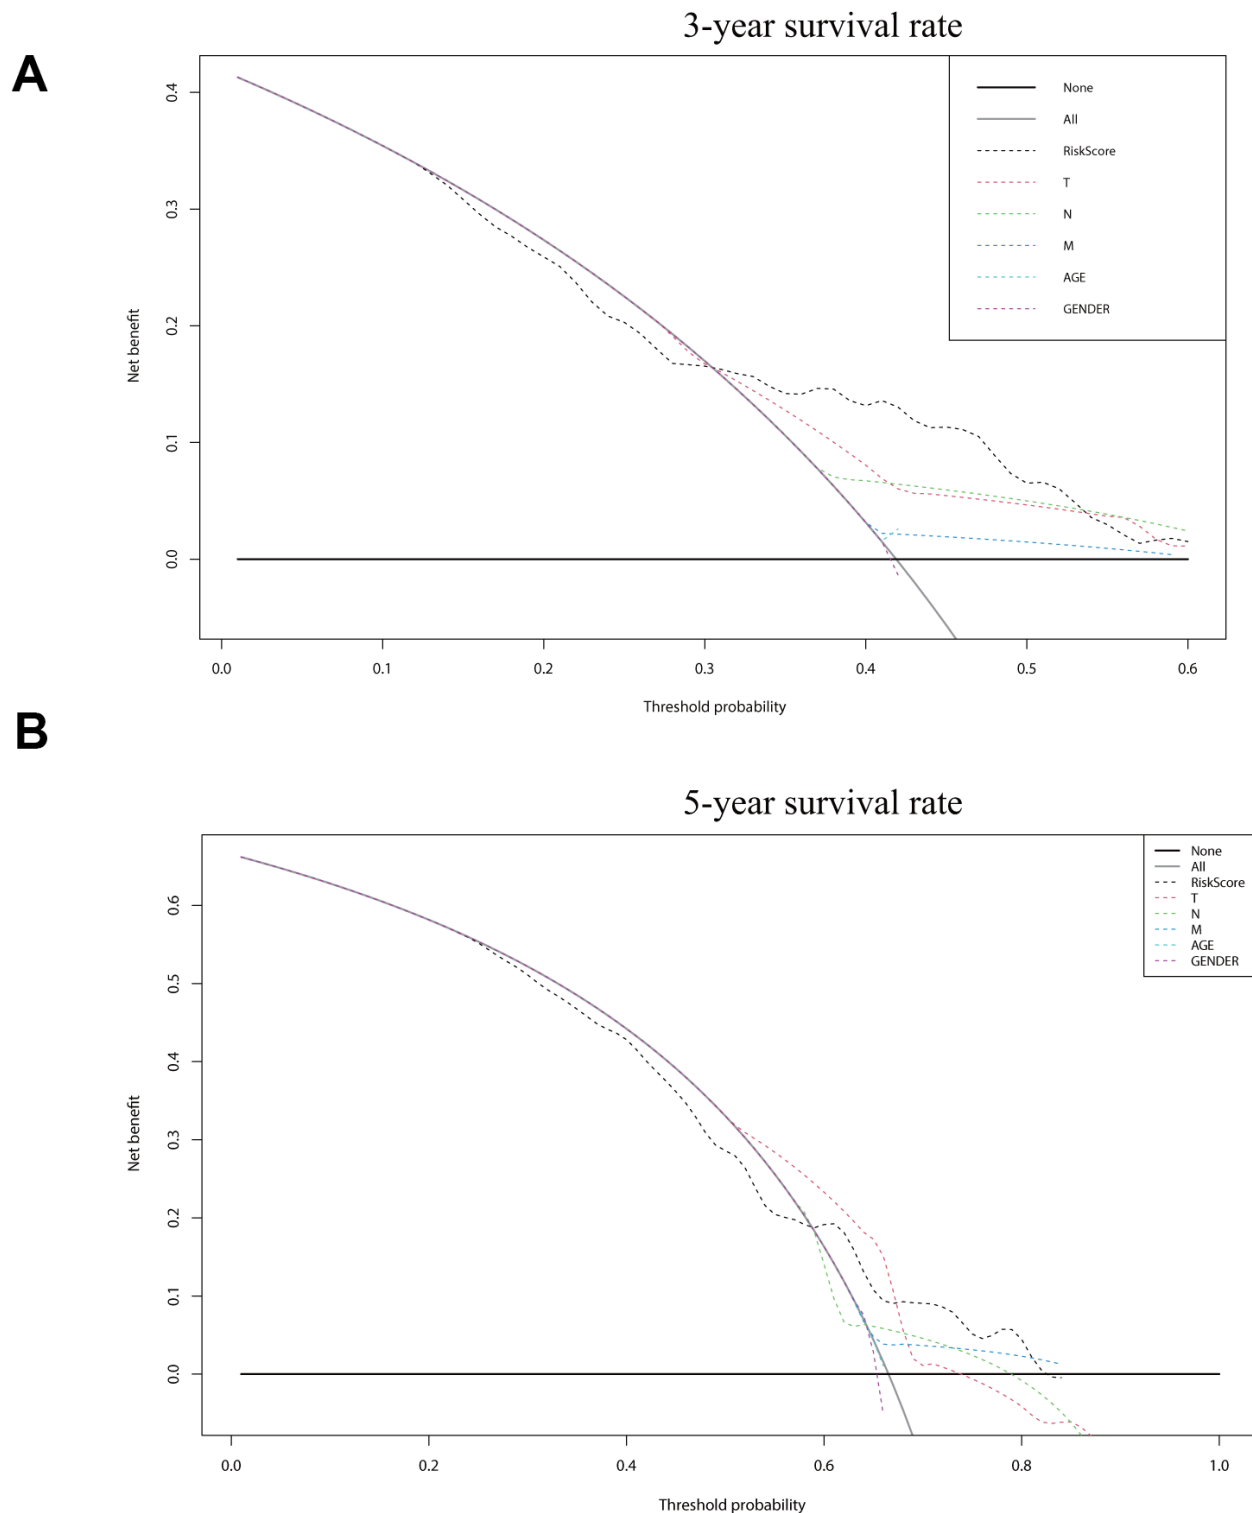 3-year survival rate
A
None
All
RiskScore
T
N
M
AGE
GENDER
0.4
0.3
0.2
0.1
0.0
Net benefit
0.0 0.1 0.2 0.3 0.4 0.5 0.6
Threshold probability
B
5-year survival rate
None
All
RiskScore
T
N
M
AGE
GENDER
0.6
0.5
0.4
0.3
0.2
0.1
0.0
Net benefit
0.0 0.2 0.4 0.6 0.8 1.0
Threshold probability